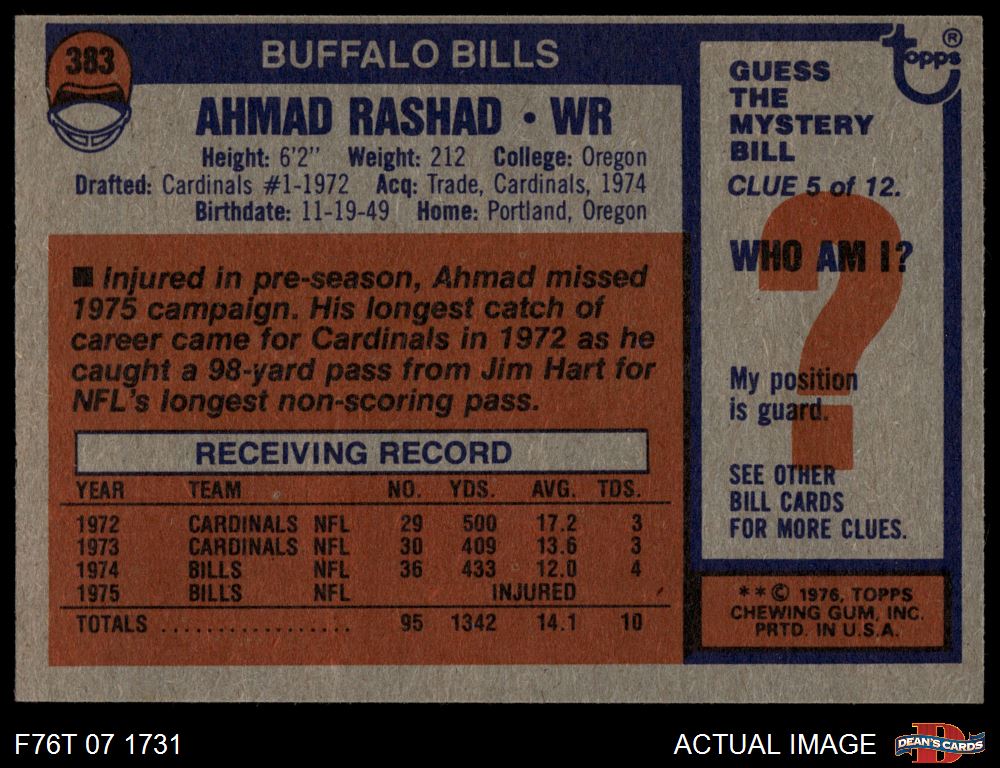 383
BUFFALO BILLS
AHMAD RASHAD • WR
Height: 6'2" Weight: 212 College: Oregon
Drafted: Cardinals #1-1972 Acq: Trade, Cardinals, 1974
Birthdate: 11-19-49 Home: Portland, Oregon
■ Injured in pre-season, Ahmad missed
1975 campaign. His longest catch of
career came for Cardinals in 1972 as he
caught a 98-yard pass from Jim Hart for
NFL's longest non-scoring pass.
RECEIVING RECORD
YEAR TEAM NO. YDS. AVG. TDS.
1972 CARDINALS NFL 29 500 17.2 3
1973 CARDINALS NFL 30 409 13.6 3
1974 BILLS NFL 36 433 12.0 4
1975 BILLS NFL INJURED
TOTALS .................. 95 1342 14.1 10
topps ®
GUESS
THE
MYSTERY
BILL
CLUE 5 of 12.
?
WHO AM I?
My position
is guard.
SEE OTHER
BILL CARDS
FOR MORE CLUES.
** © 1976, TOPPS
CHEWING GUM, INC.
PRTD. IN U.S.A.
F76T 07 1731
ACTUAL IMAGE
D
DEAN'S CARDS